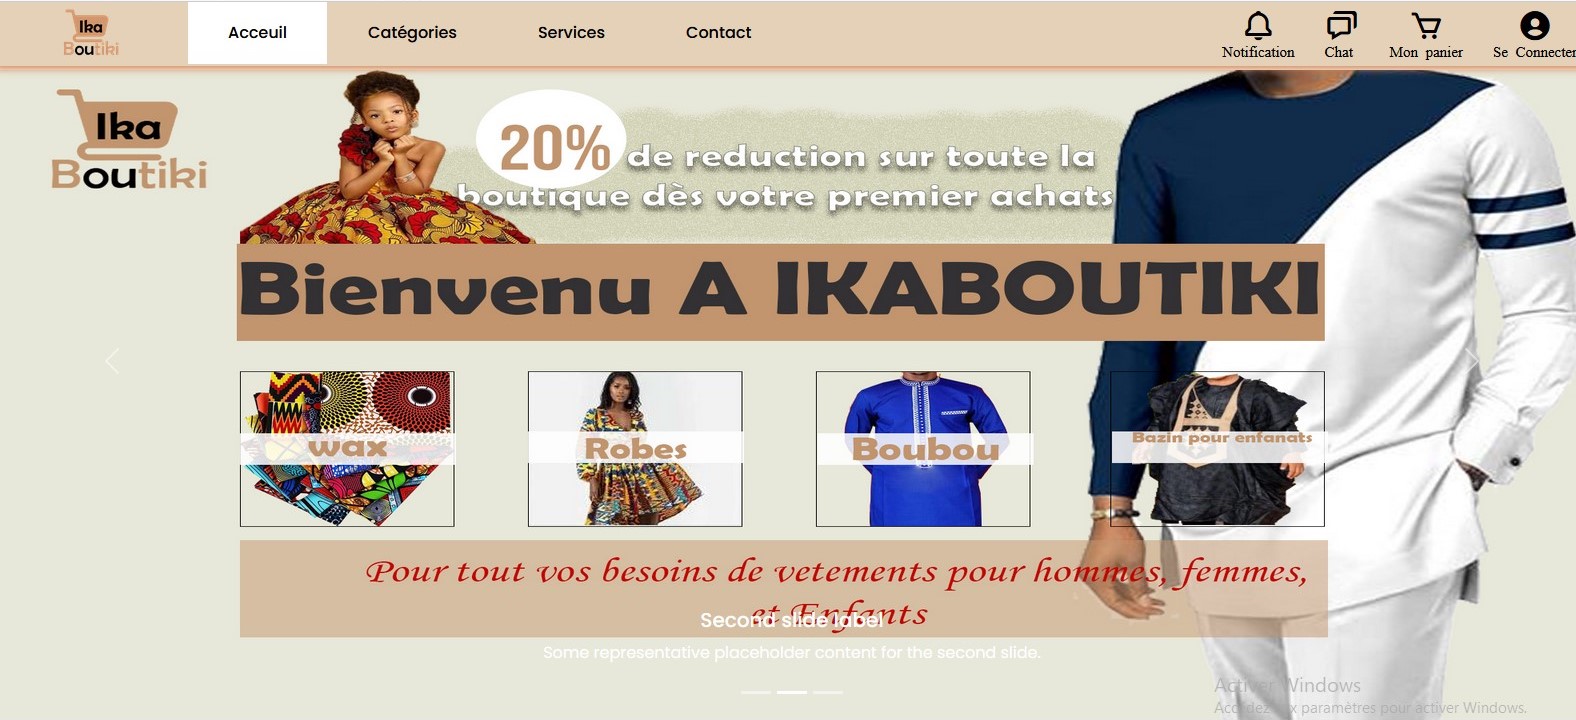 Ika
Boutiki
Acceuil
Catégories
Services
Contact
Notification
Chat
Mon panier
Se Connecter
Ika
Boutiki
20% de reduction sur toute la
boutique dès votre premier achats
Bienvenu A IKABOUTIKI
wax
Robes
Boubou
Bazin pour enfanats
Pour tout vos besoins de vetements pour hommes, femmes,
et Enfants
Second slide label
Some representative placeholder content for the second slide.
Activer Windows
Accédez aux paramètres pour activer Windows.